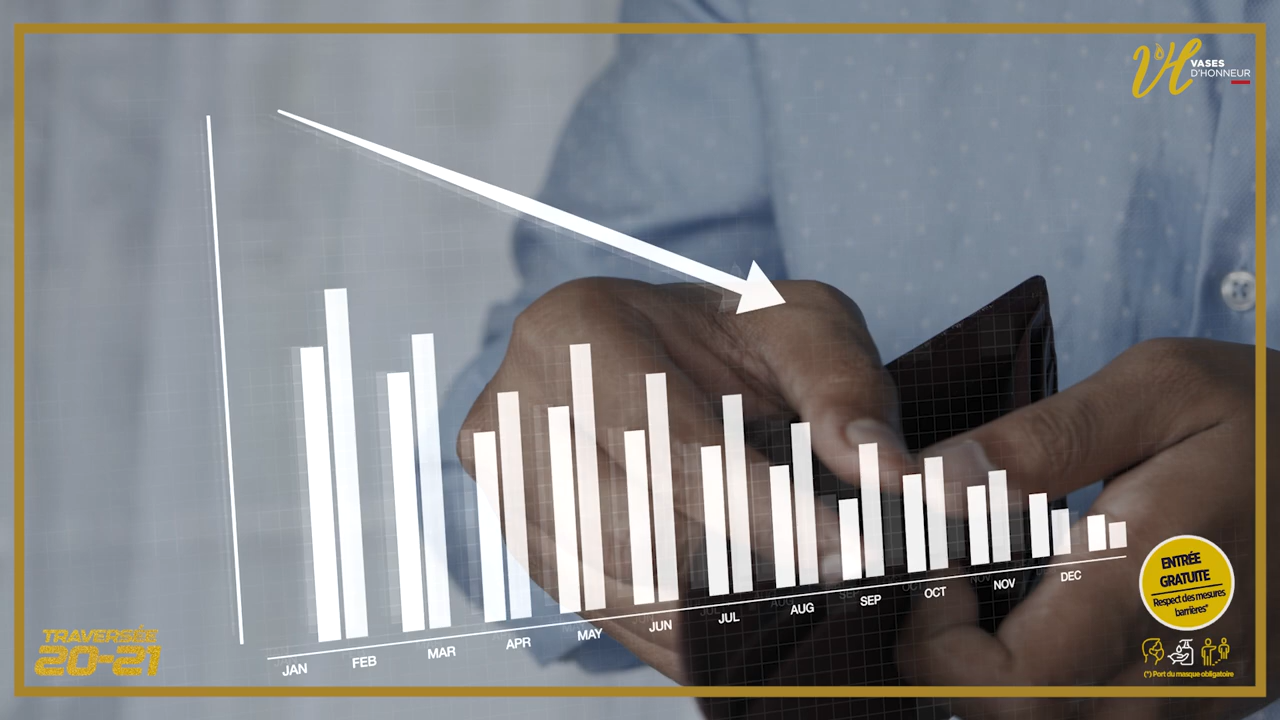 VH VASES
D'HONNEUR
JAN FEB MAR APR MAY JUN JUL AUG SEP OCT NOV DEC
ENTRÉE
GRATUITE
Respect des mesures
barrières*
(*) Port du masque obligatoire
TRAVERSÉE
20-21